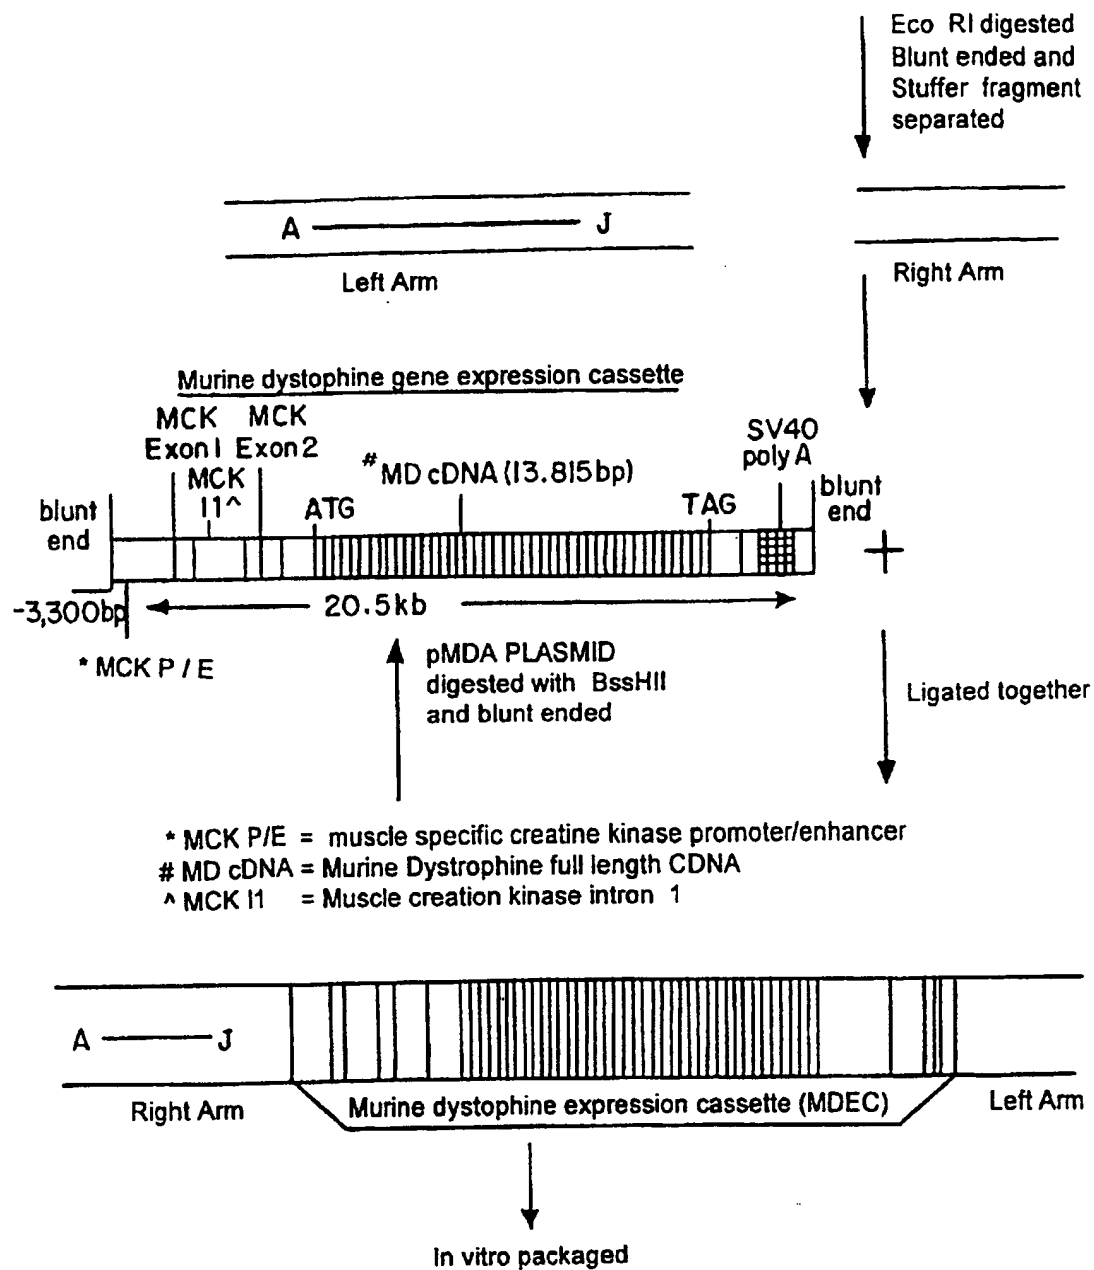 Eco RI digested
Blunt ended and
Stuffer fragment
separated
A
J
Left Arm
Right Arm
Murine dystophine gene expression cassette
MCK
Exon1
MCK
Exon2
MCK
I1^
#MD cDNA (13.815bp)
ATG
TAG
SV40
poly A
blunt
end
blunt
end
+
-3,300bp
20.5kb
* MCK P / E
pMDA PLASMID
digested with BssHII
and blunt ended
Ligated together
* MCK P/E = muscle specific creatine kinase promoter/enhancer
# MD cDNA = Murine Dystrophine full length CDNA
^ MCK I1 = Muscle creation kinase intron 1
A
J
Right Arm
Murine dystophine expression cassette (MDEC)
Left Arm
In vitro packaged